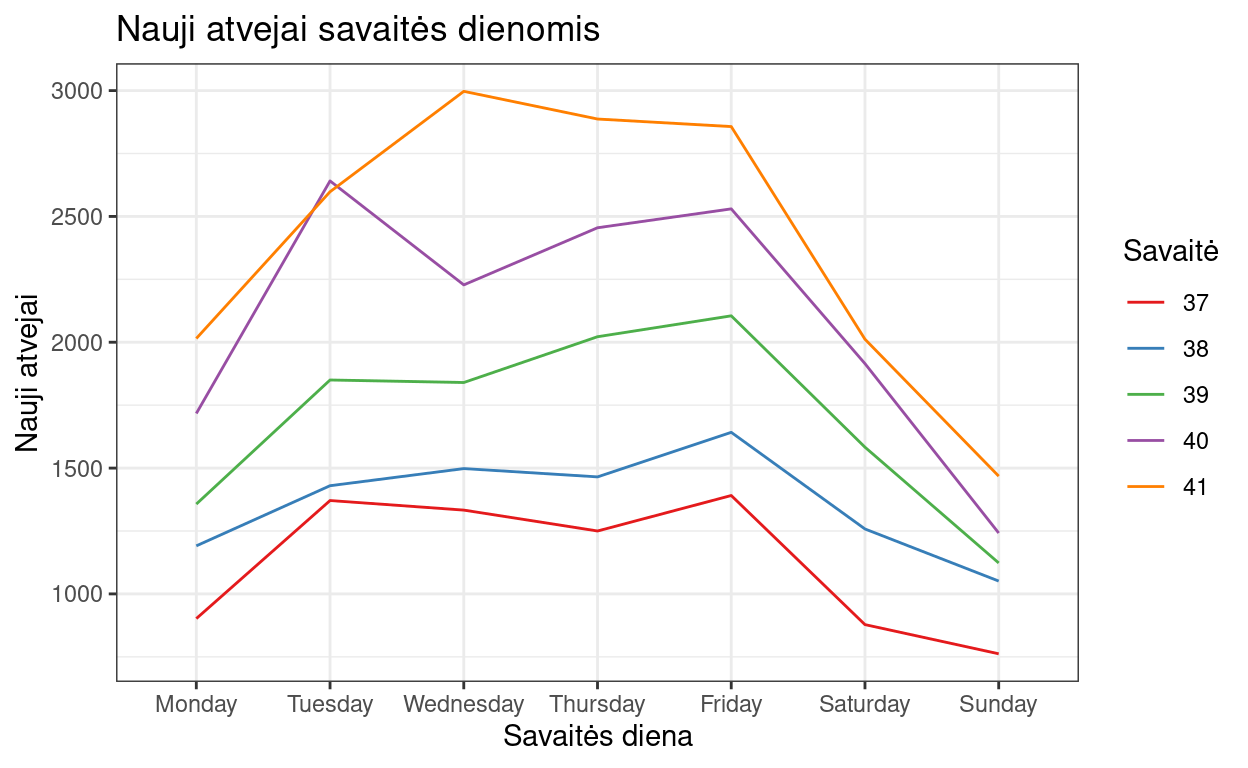 Nauji atvejai savaitės dienomis
Nauji atvejai
3000
2500
2000
1500
1000
Monday Tuesday Wednesday Thursday Friday Saturday Sunday
Savaitės diena
Savaitė
37
38
39
40
41